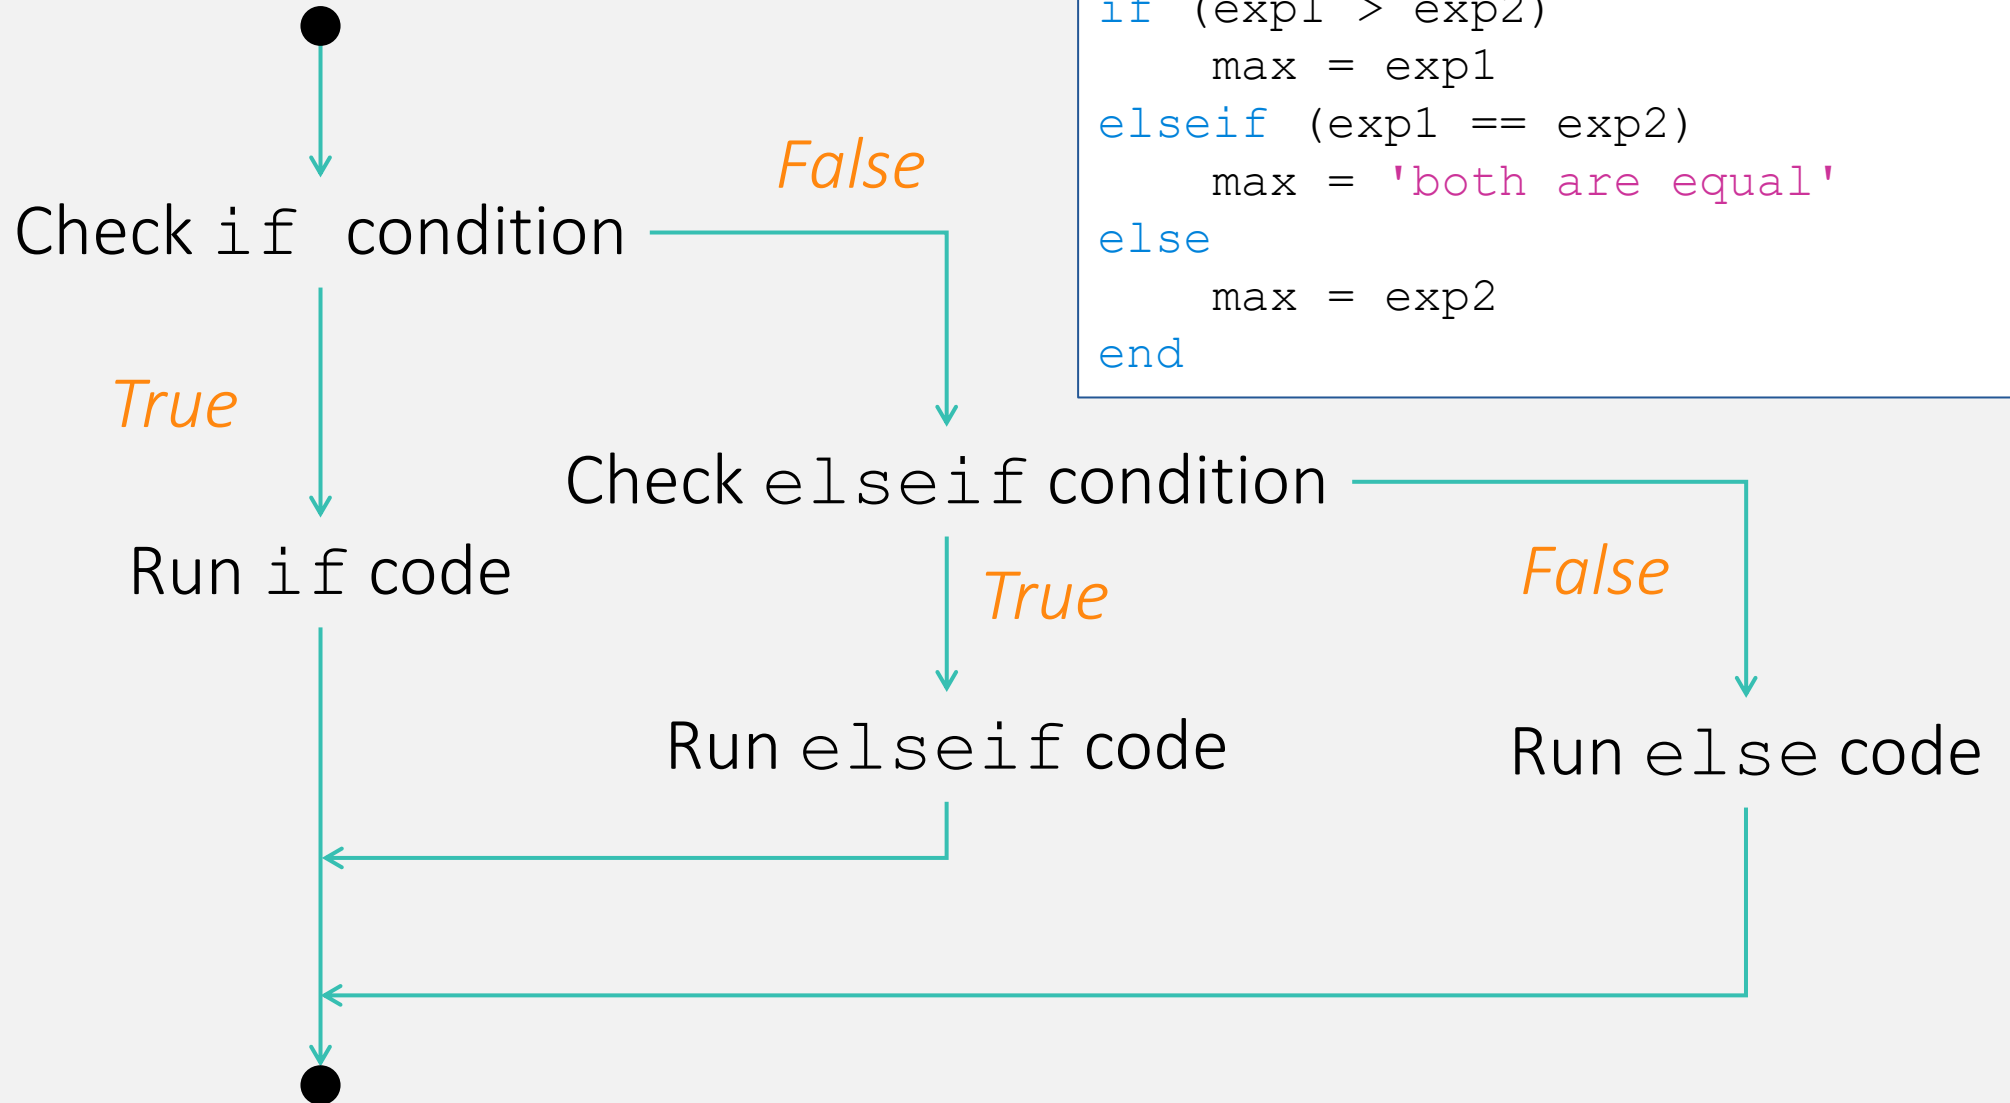 if (exp1 > exp2)
    max = exp1
elseif (exp1 == exp2)
    max = 'both are equal'
else
    max = exp2
end
False
Check if condition
True
Check elseif condition
Run if code
True
False
Run elseif code
Run else code